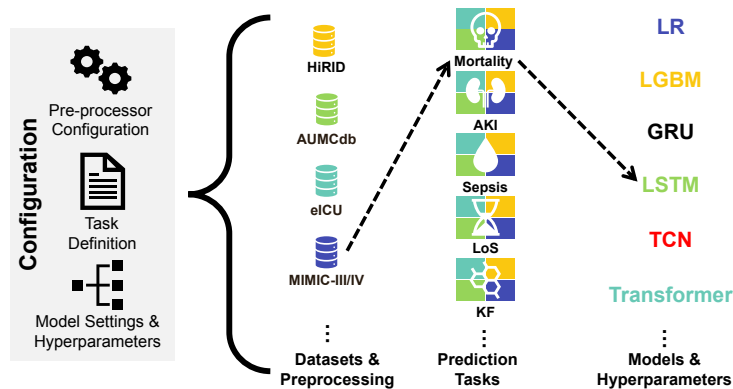 Configuration
Pre-processor
Configuration
Task
Definition
Model Settings &
Hyperparameters
HiRID
AUMCdb
eICU
MIMIC-III/IV
...
Datasets &
Preprocessing
Mortality
AKI
Sepsis
LoS
KF
...
Prediction
Tasks
LR
LGBM
GRU
LSTM
TCN
Transformer
...
Models &
Hyperparameters